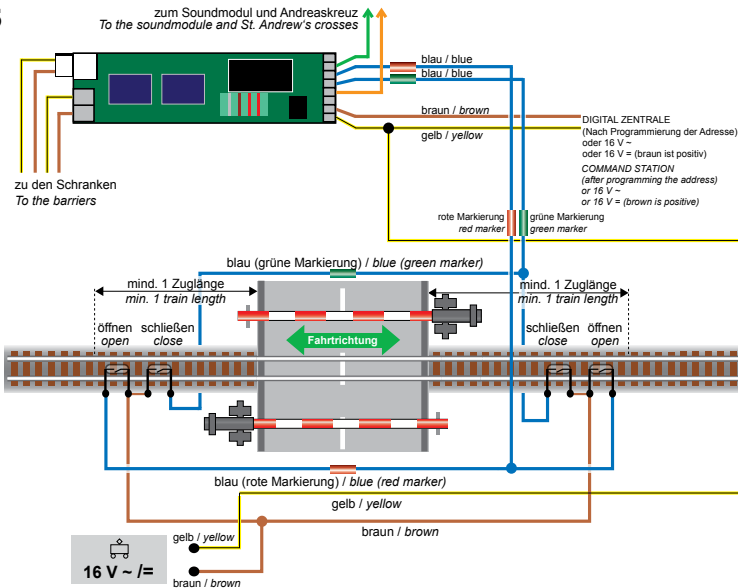 zum Soundmodul und Andreaskreuz
To the soundmodule and St. Andrew's crosses
blau / blue
blau / blue
braun / brown
gelb / yellow
DIGITAL ZENTRALE
(Nach Programmierung der Adresse)
oder 16 V ~
oder 16 V = (braun ist positiv)
COMMAND STATION
(after programming the address)
or 16 V ~
or 16 V = (brown is positive)
zu den Schranken
To the barriers
rote Markierung
red marker
grüne Markierung
green marker
blau (grüne Markierung) / blue (green marker)
mind. 1 Zuglänge
min. 1 train length
mind. 1 Zuglänge
min. 1 train length
öffnen
open
schließen
close
Fahrtrichtung
schließen
close
öffnen
open
blau (rote Markierung) / blue (red marker)
gelb / yellow
braun / brown
gelb / yellow
16 V ~ /=
braun / brown